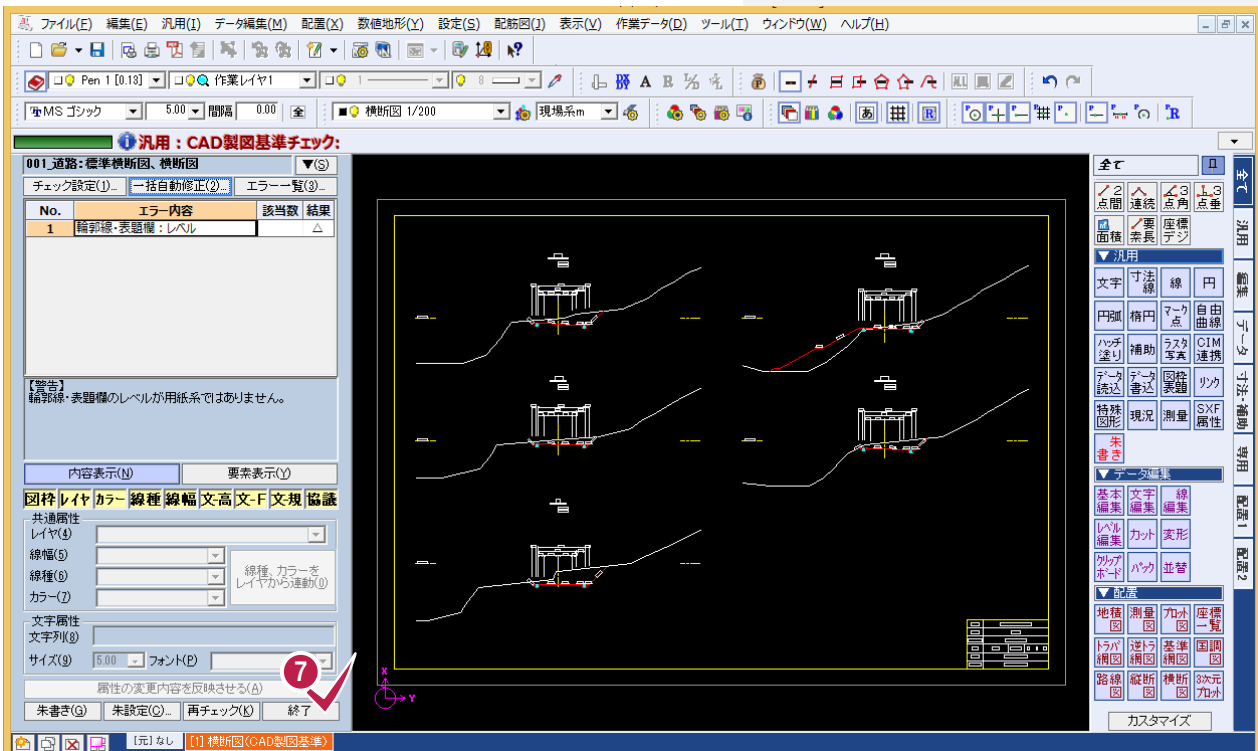 ファイル(F) 編集(E) 汎用(I) データ編集(M) 配置(X) 数値地形(Y) 設定(S) 配筋図(J) 表示(V) 作業データ(D) ツール(T) ウィンドウ(W) ヘルプ(H)
Pen 1 [0.13] 作業レイヤ1 1 8
MS ゴシック 5.00 間隔 0.00 全 横断図 1/200 現場系m
汎用：CAD製図基準チェック:
001_道路:標準横断図、横断図 ▼(S)
チェック設定(1)... 一括自動修正(2)... エラー一覧(3)...
No. エラー内容 該当数 結果
1 輪郭線・表題欄：レベル △
【警告】
輪郭線・表題欄のレベルが用紙系ではありません。
内容表示(N) 要素表示(Y)
図枠 レイヤ カラー 線種 線幅 文-高 文-F 文-規 協議
共通属性
レイヤ(4)
線幅(5)
線種(6)
カラー(7)
線種、カラーを
レイヤから連動(0)
文字属性
文字列(8)
サイズ(9) 5.00 フォント(P)
7
属性の変更内容を反映させる(A)
朱書き(G) 朱設定(C)... 再チェック(K) 終了
[元] なし [1] 横断図(CAD製図基準)
X
Y
全て
2点間 連続 3点角 3点垂
面積 要素長 座標デジ
▼ 汎用
文字 寸法線 線 円
円弧 楕円 マーク点 自由曲線
ハッチ塗り 補助 ラスタ写真 CIM連携
データ読込 データ書込 図枠表題 リンク
特殊図形 現況 測量 SXF属性
朱書き
▼ データ編集
基本編集 文字編集 線編集
レベル編集 カット 変形
クリップボード パック 並替
▼ 配置
地積図 測量図 プロット図 座標一覧
トラバ網図 逆トラ網図 基準網図 国調図
路線図 縦断図 横断図 3次元プロット
カスタマイズ
全て
汎用
編集
データ
寸法・補助
専用
配置1
配置2